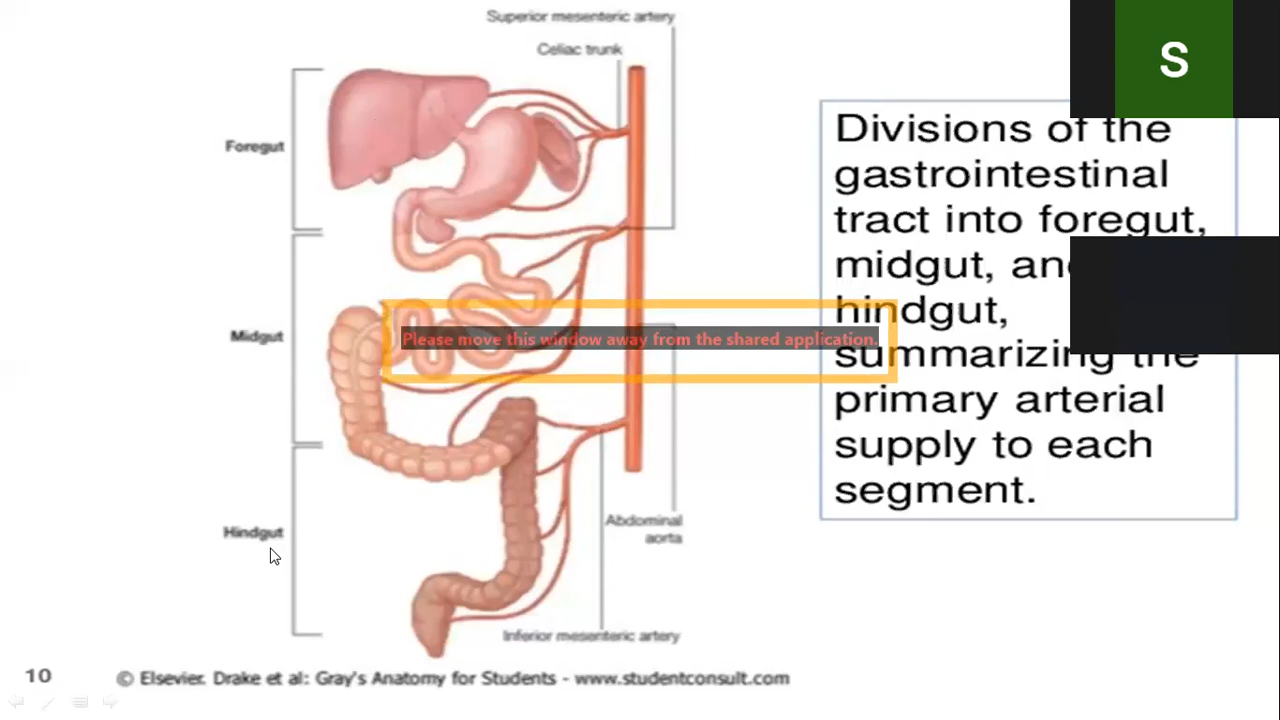 Superior mesenteric artery
Celiac trunk
S
Foregut
Divisions of the
gastrointestinal
tract into foregut,
midgut, and
hindgut,
summarizing the
primary arterial
supply to each
segment.
Midgut
Please move this window away from the shared application.
Hindgut
Abdominal
aorta
Inferior mesenteric artery
10
© Elsevier. Drake et al: Gray's Anatomy for Students - www.studentconsult.com